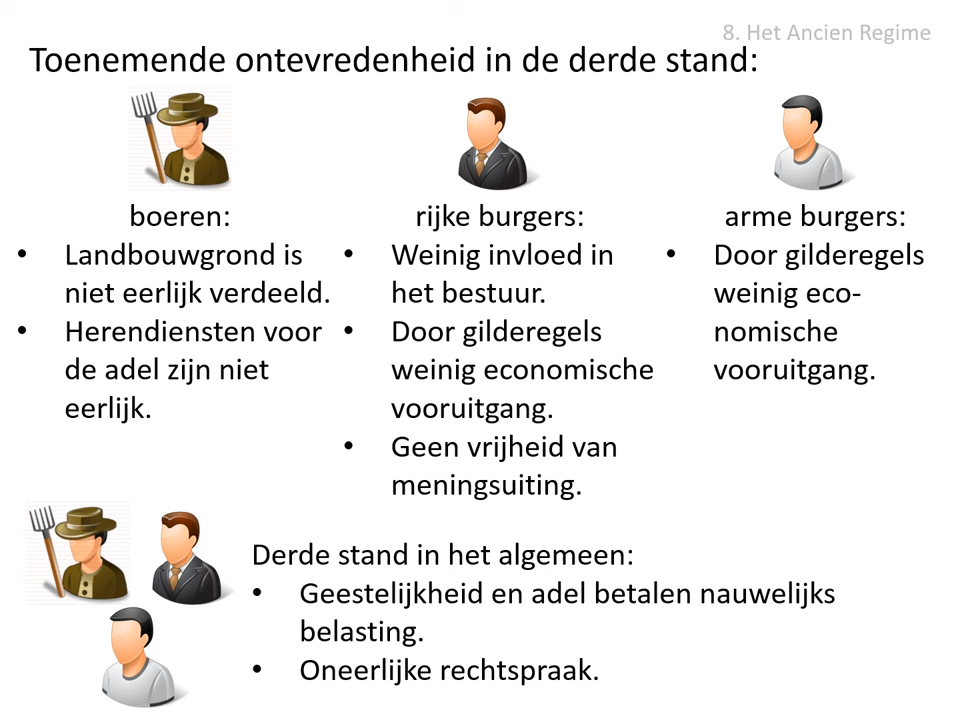 8. Het Ancien Regime
Toenemende ontevredenheid in de derde stand:
boeren:
• Landbouwgrond is
niet eerlijk verdeeld.
• Herendiensten voor
de adel zijn niet
eerlijk.
rijke burgers:
• Weinig invloed in
het bestuur.
• Door gilderegels
weinig economische
vooruitgang.
• Geen vrijheid van
meningsuiting.
arme burgers:
• Door gilderegels
weinig eco-
nomische
vooruitgang.
Derde stand in het algemeen:
• Geestelijkheid en adel betalen nauwelijks
belasting.
• Oneerlijke rechtspraak.